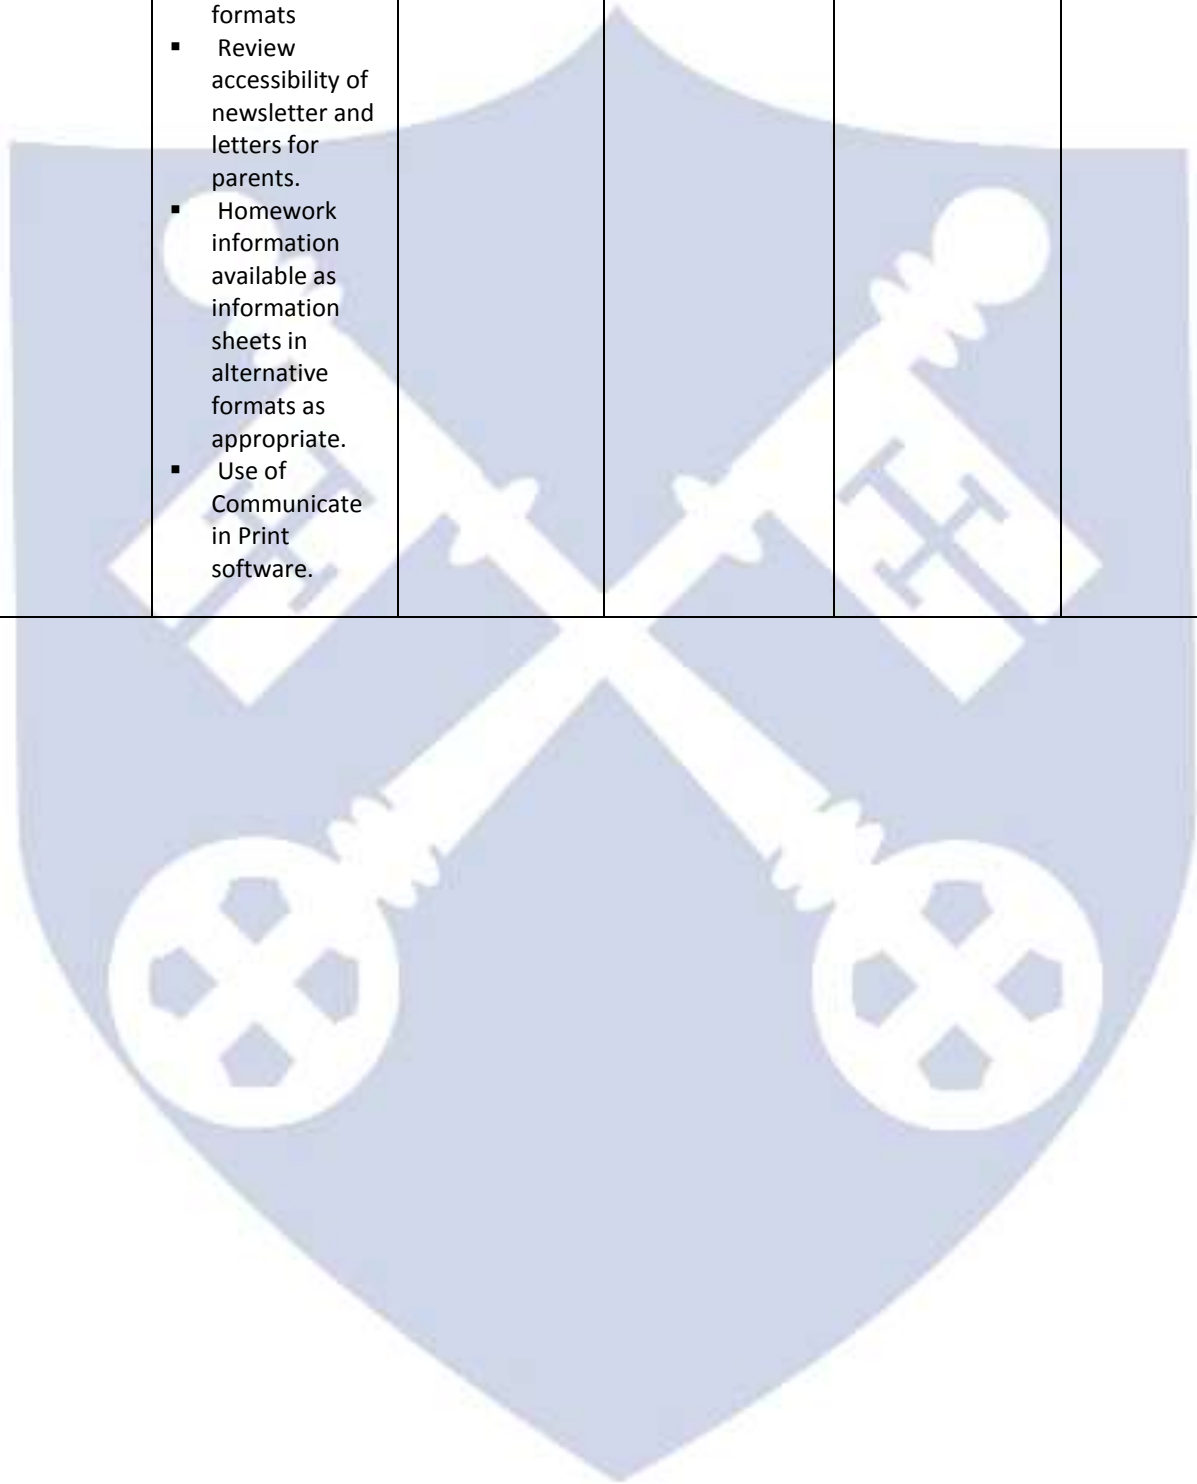 formats
▪ Review
accessibility of
newsletter and
letters for
parents.
▪ Homework
information
available as
information
sheets in
alternative
formats as
appropriate.
▪ Use of
Communicate
in Print
software.